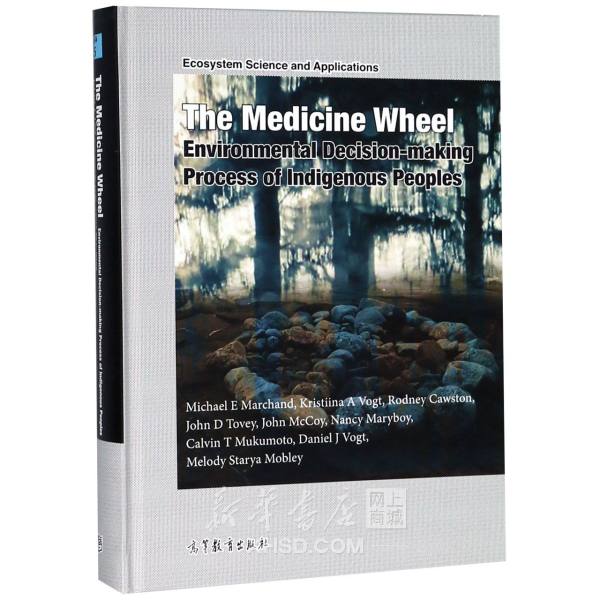 Ecosystem Science and Applications
The Medicine Wheel
Environmental Decision-making
Process of Indigenous Peoples
Michael E Marchand, Kristiina A Vogt, Rodney Cawston,
John D Tovey, John McCoy, Nancy Maryboy,
Calvin T Mukumoto, Daniel J Vogt,
Melody Starya Mobley
新华书店
网上
商城
高等教育出版社
The Medicine Wheel
Environmental Decision-making Process of Indigenous Peoples